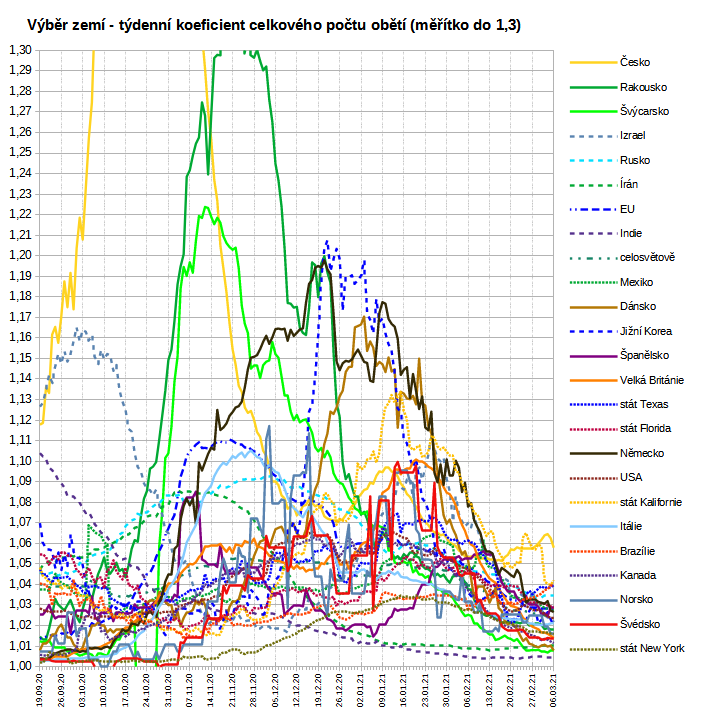 Výběr zemí - týdenní koeficient celkového počtu obětí (měřítko do 1,3)
1,30
1,29
1,28
1,27
1,26
1,25
1,24
1,23
1,22
1,21
1,20
1,19
1,18
1,17
1,16
1,15
1,14
1,13
1,12
1,11
1,10
1,09
1,08
1,07
1,06
1,05
1,04
1,03
1,02
1,01
1,00
19.09.20
26.09.20
03.10.20
10.10.20
17.10.20
24.10.20
31.10.20
07.11.20
14.11.20
21.11.20
28.11.20
05.12.20
12.12.20
19.12.20
26.12.20
02.01.21
09.01.21
16.01.21
23.01.21
30.01.21
06.02.21
13.02.21
20.02.21
27.02.21
06.03.21
Česko
Rakousko
Švýcarsko
Izrael
Rusko
Írán
EU
Indie
celosvětově
Mexiko
Dánsko
Jižní Korea
Španělsko
Velká Británie
stát Texas
stát Florida
Německo
USA
stát Kalifornie
Itálie
Brazílie
Kanada
Norsko
Švédsko
stát New York